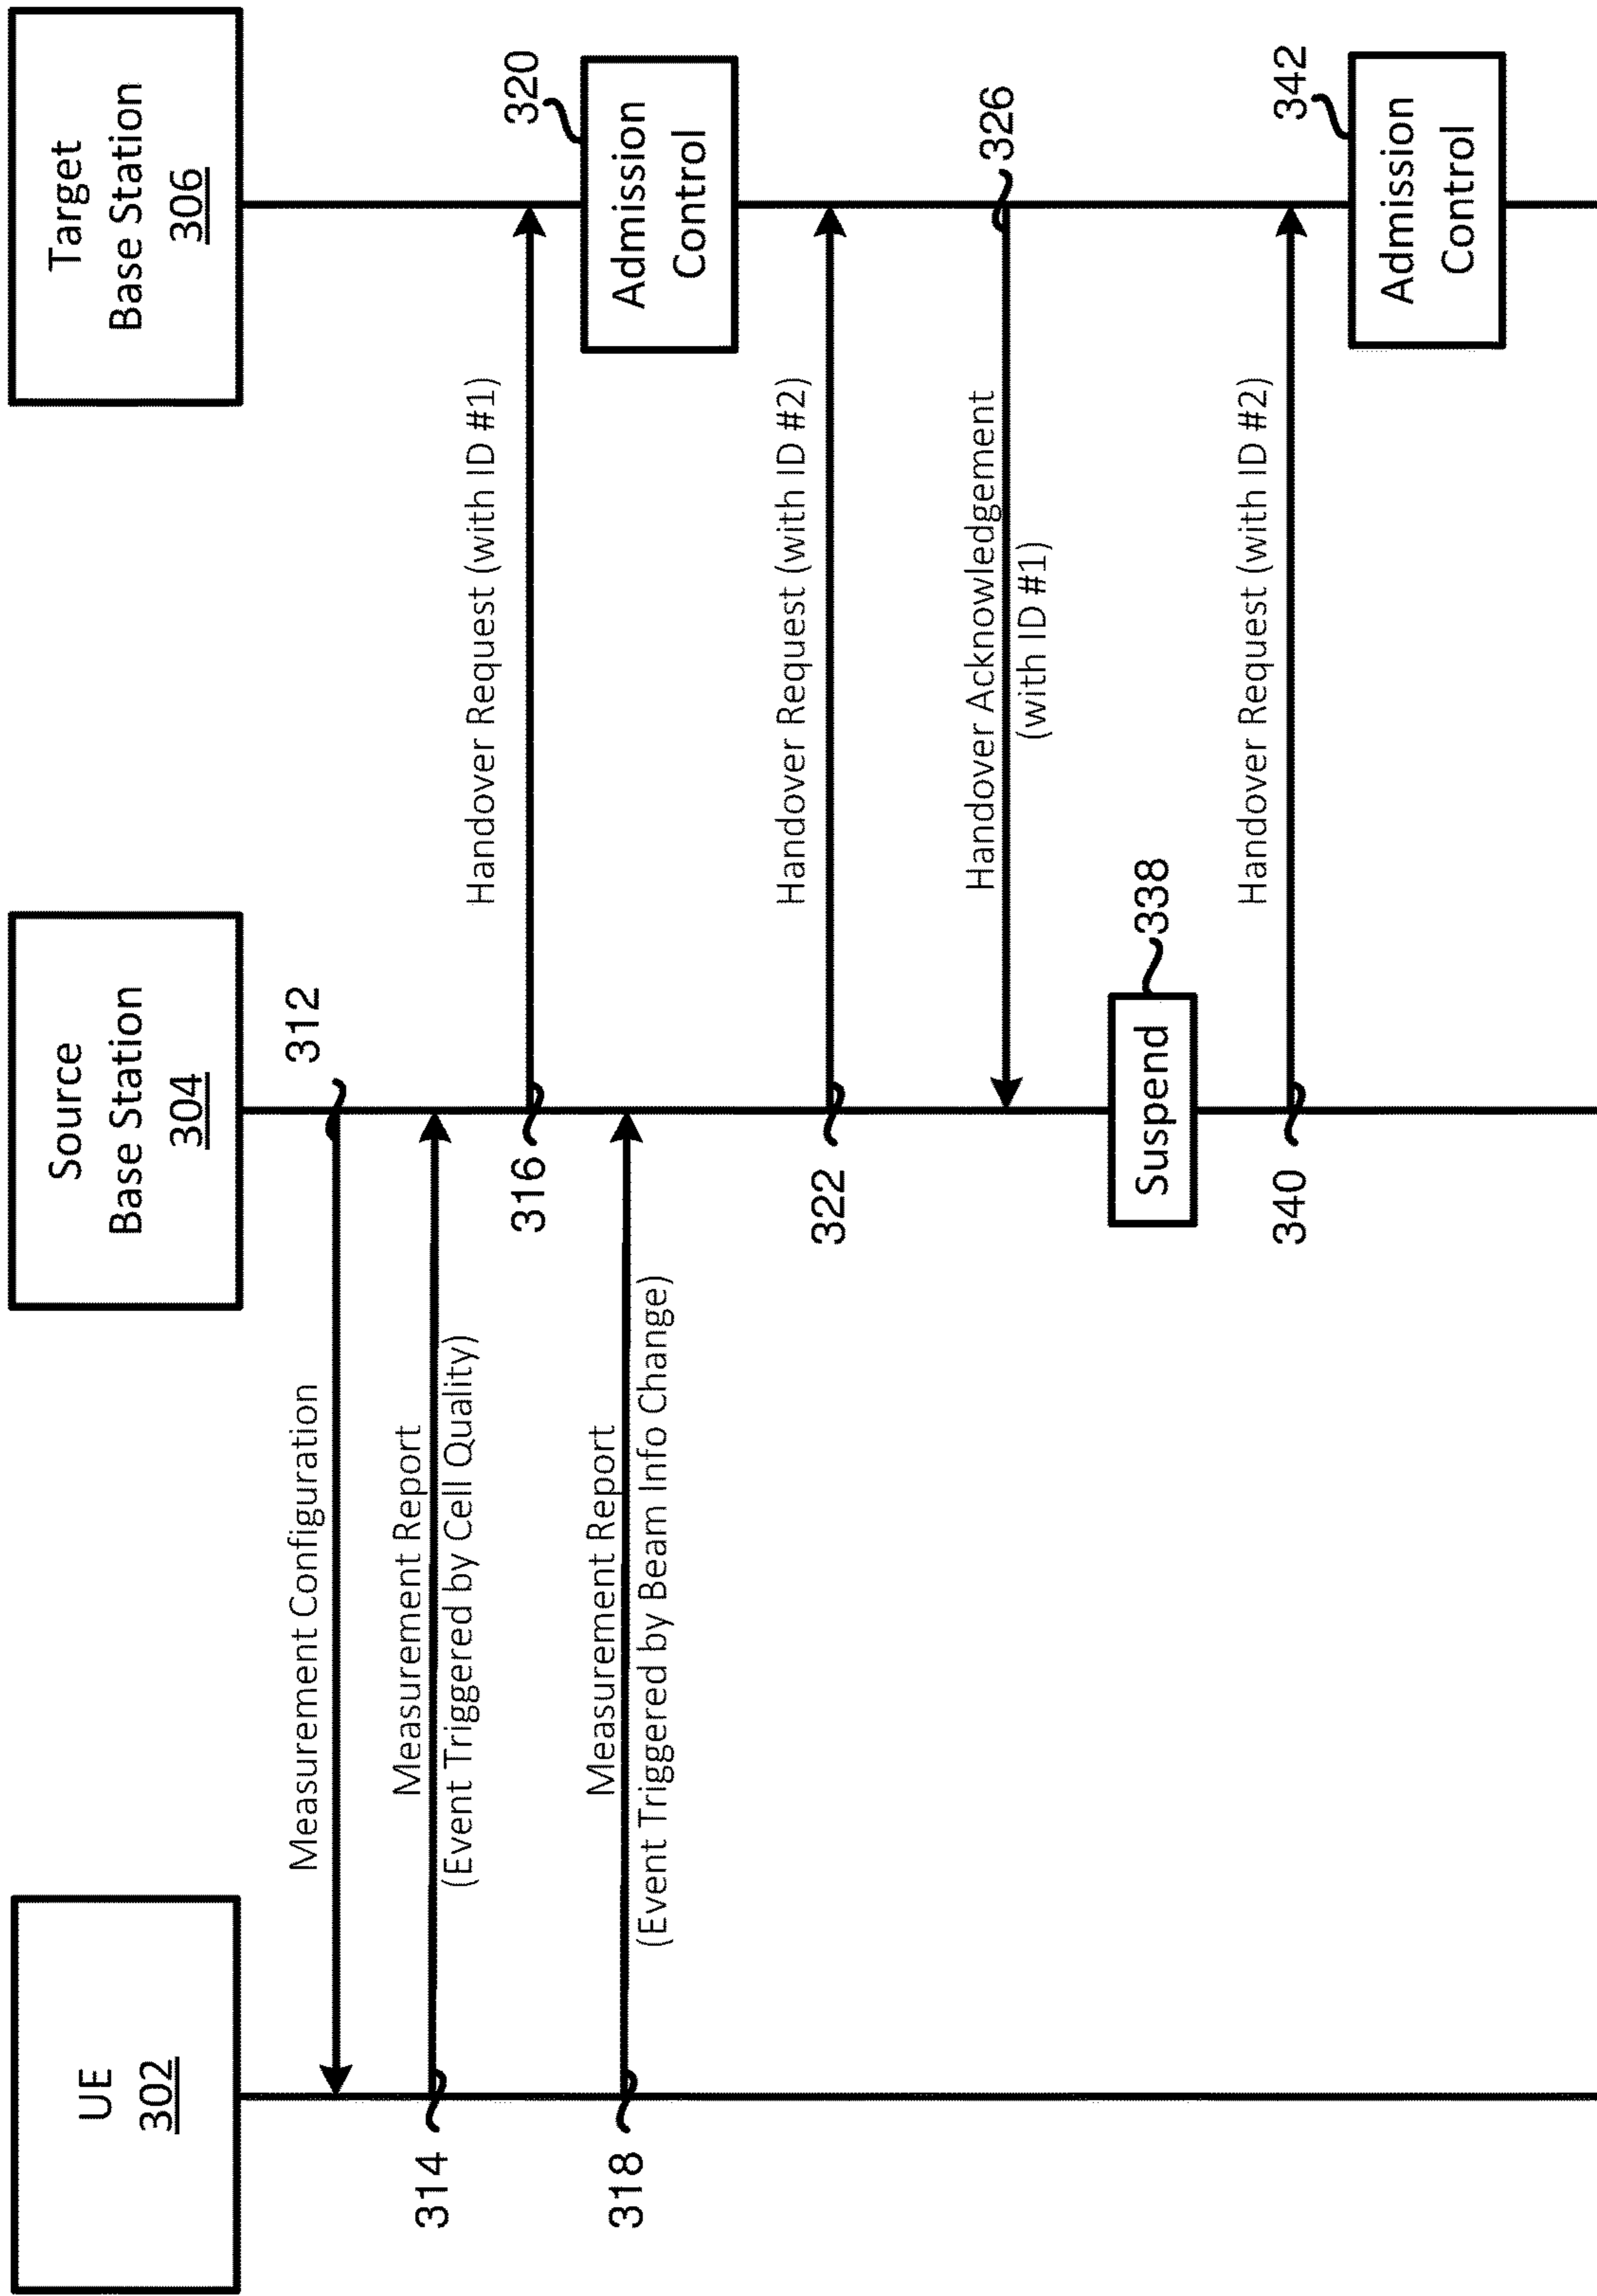 UE
302
Source
Base Station
304
Target
Base Station
306
312
Measurement Configuration
Measurement Report
(Event Triggered by Cell Quality)
314
Handover Request (with ID #1)
316
320
Admission
Control
Measurement Report
(Event Triggered by Beam Info Change)
318
Handover Request (with ID #2)
322
326
Handover Acknowledgement
(with ID #1)
Suspend
338
Handover Request (with ID #2)
340
342
Admission
Control